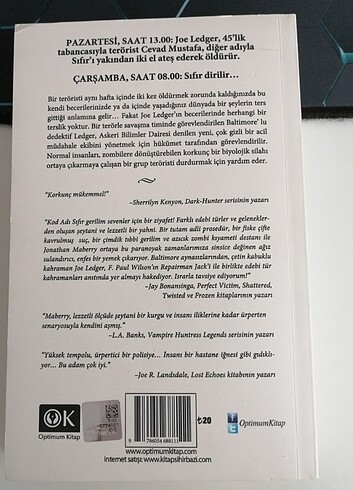 PAZARTESİ, SAAT 13.00: Joe Ledger, 45'lik
tabancasıyla terörist Cevad Mustafa, diğer adıyla
Sıfır'ı yakından iki el ateş ederek öldürür.
ÇARŞAMBA, SAAT 08.00: Sıfır dirilir…
Bir teröristi aynı hafta içinde iki kez öldürmek zorunda kaldığınızda bu
kendi becerilerinizde ya da içinde yaşadığınız dünyada bir şeylerin ters
gittiği anlamına gelir… Fakat Joe Ledger'ın becerilerinde herhangi bir
terslik yoktur. Bir terörle savaşma timinde görevlendirilen Baltimore' lu
dedektif Ledger, Askeri Bilimler Dairesi denilen yeni, çok gizli bir acil
müdahale ekibini yönetmek için hükümet tarafından görevlendirilir.
Normal insanları, zombilere dönüştürebilen korkunç bir biyolojik silahı
ortaya çıkarmaya çalışan bir grup teröristi durdurmak için yardım eder.
"Korkunç mükemmel!"
–Sherrilyn Kenyon, Dark-Hunter serisinin yazarı
"Kod Adı Sıfır gerilim sevenler için bir ziyafet! Farklı edebi türler ve gelenekler-
den oluşan şeytani ve lezzetli bir yahni. Bir tutam adli prosedür, bir fiske çifte
kavrulmuş suç, bir çimdik tıbbi gerilim ve azıcık zombi kıyameti destanı ile
Jonathan Maberry ortaya bu paranoyak zamanlarımıza sinsice değinen ağız
sulandırıcı, enfes bir yemek çıkarıyor. Baltimore aynasızlarından, çetin kabuklu
kahraman Joe Ledger, F. Paul Wilson'ın Repairman Jack'i ile birlikte edebi tür
kahramanları anıtında yer almayı hakediyor. Israrla tavsiye ediyorum!"
–Jay Bonansinga, Perfect Victim, Shattered,
Twisted ve Frozen kitaplarının yazarı
"Maberry, lezzetli ölçüde şeytani bir kurgu ve insani iliklerine kadar ürperten
senaryosuyla kendini aşmış."
–L.A. Banks, Vampire Huntress Legends serisinin yazarı
"Yüksek tempolu, ürpertici bir polisiye… İnsanı bir hastane iğnesi gibi gıdıklı-
yor… Bu adam çok iyi."
–Joe R. Landsdale, Lost Echoes kitabının yazarı
OK
Optimum Kitap
9 786054 688111
₺20
OptimumKitap
www.optimumkitap.com
İnternet satışı: www.kitapsihirbazi.com